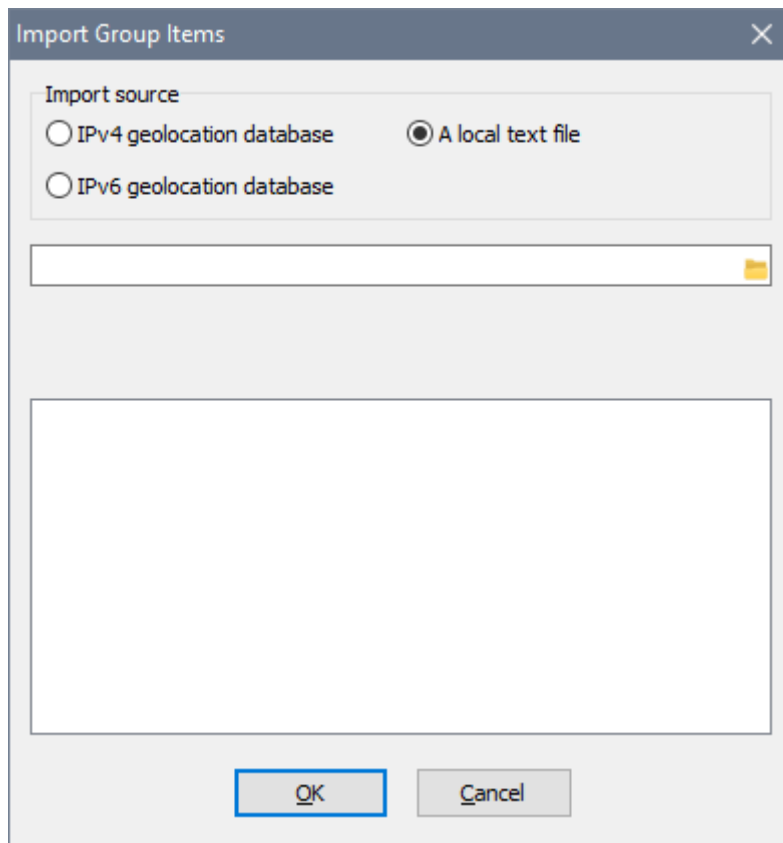 Import Group Items
Import source
IPv4 geolocation database
A local text file
IPv6 geolocation database
OK
Cancel